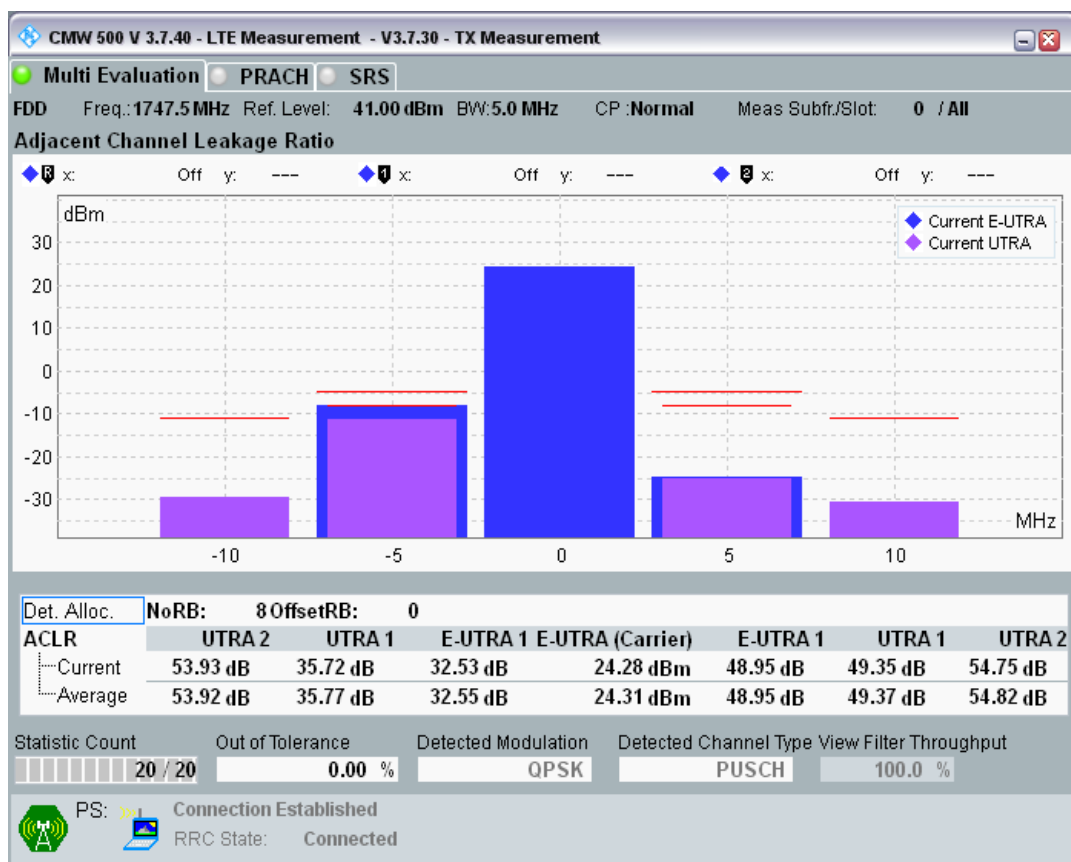 CMW 500 V 3.7.40 - LTE Measurement - V3.7.30 - TX Measurement
Multi Evaluation PRACH SRS
FDD Freq.:1747.5 MHz Ref. Level: 41.00 dBm BW:5.0 MHz CP :Normal Meas Subfr./Slot: 0 / All
Adjacent Channel Leakage Ratio
R x: Off y: --- 1 x: Off y: --- 2 x: Off y: ---
dBm
Current E-UTRA
Current UTRA
30
20
10
0
-10
-20
-30
MHz
-10 -5 0 5 10
Det. Alloc. NoRB: 8 OffsetRB: 0
ACLR UTRA 2 UTRA 1 E-UTRA 1 E-UTRA (Carrier) E-UTRA 1 UTRA 1 UTRA 2
Current 53.93 dB 35.72 dB 32.53 dB 24.28 dBm 48.95 dB 49.35 dB 54.75 dB
Average 53.92 dB 35.77 dB 32.55 dB 24.31 dBm 48.95 dB 49.37 dB 54.82 dB
Statistic Count Out of Tolerance Detected Modulation Detected Channel Type View Filter Throughput
20 / 20 0.00 % QPSK PUSCH 100.0 %
PS: Connection Established
RRC State: Connected